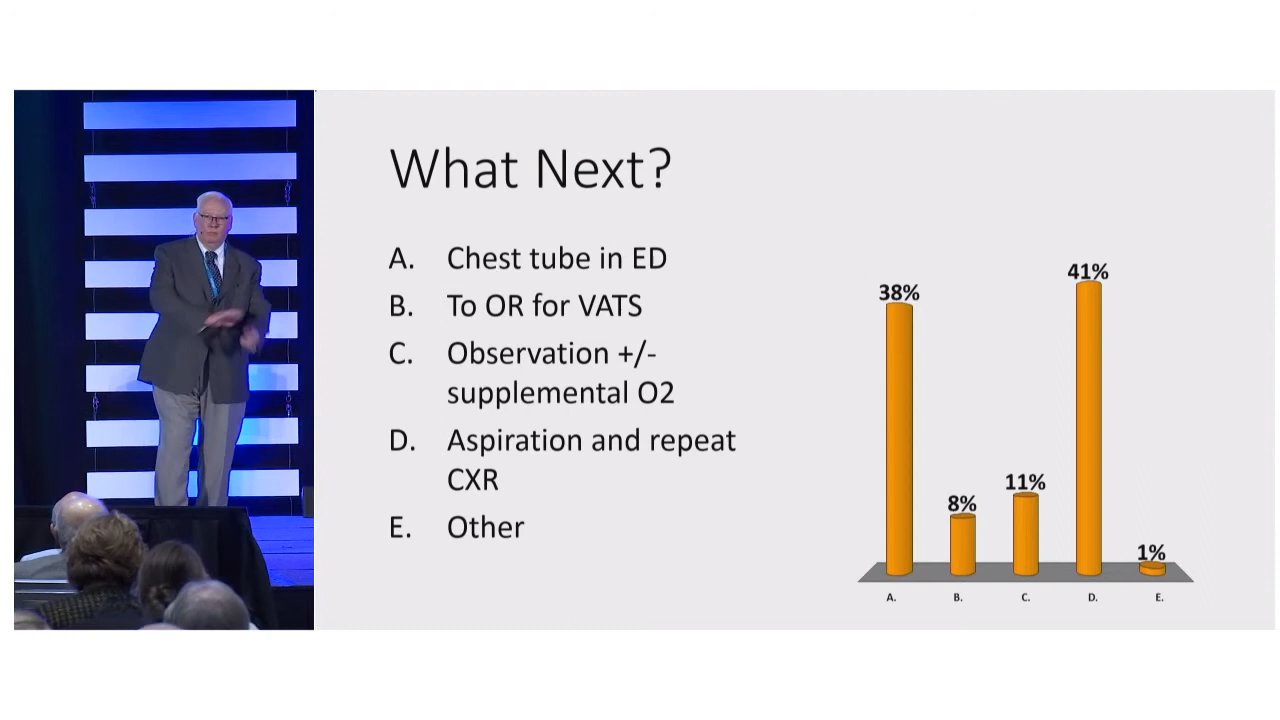 What Next?
A. Chest tube in ED
B. To OR for VATS
C. Observation +/-
supplemental O2
D. Aspiration and repeat
CXR
E. Other
38%
8%
11%
41%
1%
A.
B.
C.
D.
E.